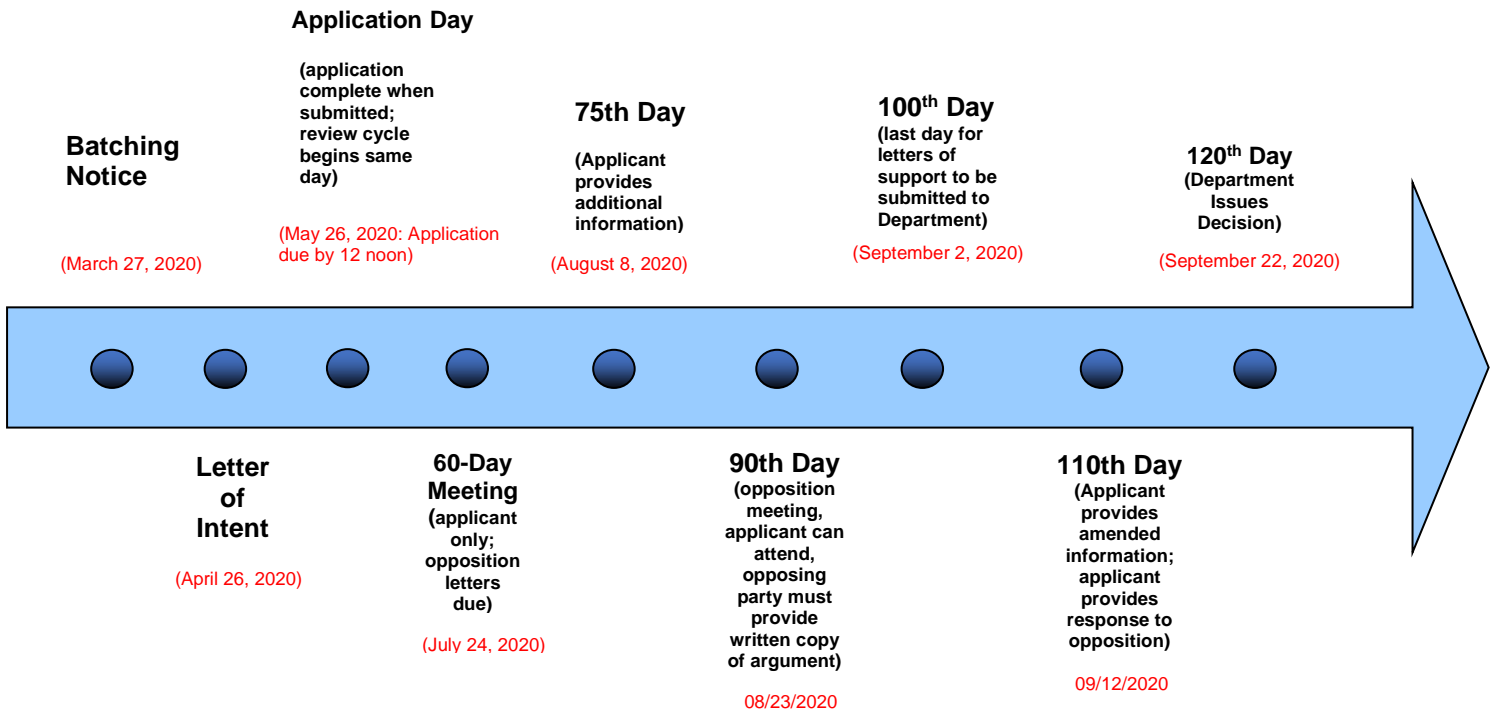 Batching
Notice
(March 27, 2020)
Letter
of
Intent
(April 26, 2020)
Application Day
(application
complete when
submitted;
review cycle
begins same
day)
(May 26, 2020: Application
due by 12 noon)
60-Day
Meeting
(applicant
only;
opposition
letters
due)
(July 24, 2020)
75th Day
(Applicant
provides
additional
information)
(August 8, 2020)
90th Day
(opposition
meeting,
applicant can
attend,
opposing
party must
provide
written copy
of argument)
08/23/2020
100th Day
(last day for
letters of
support to be
submitted to
Department)
(September 2, 2020)
110th Day
(Applicant
provides
amended
information;
applicant
provides
response to
opposition)
09/12/2020
120th Day
(Department
Issues
Decision)
(September 22, 2020)